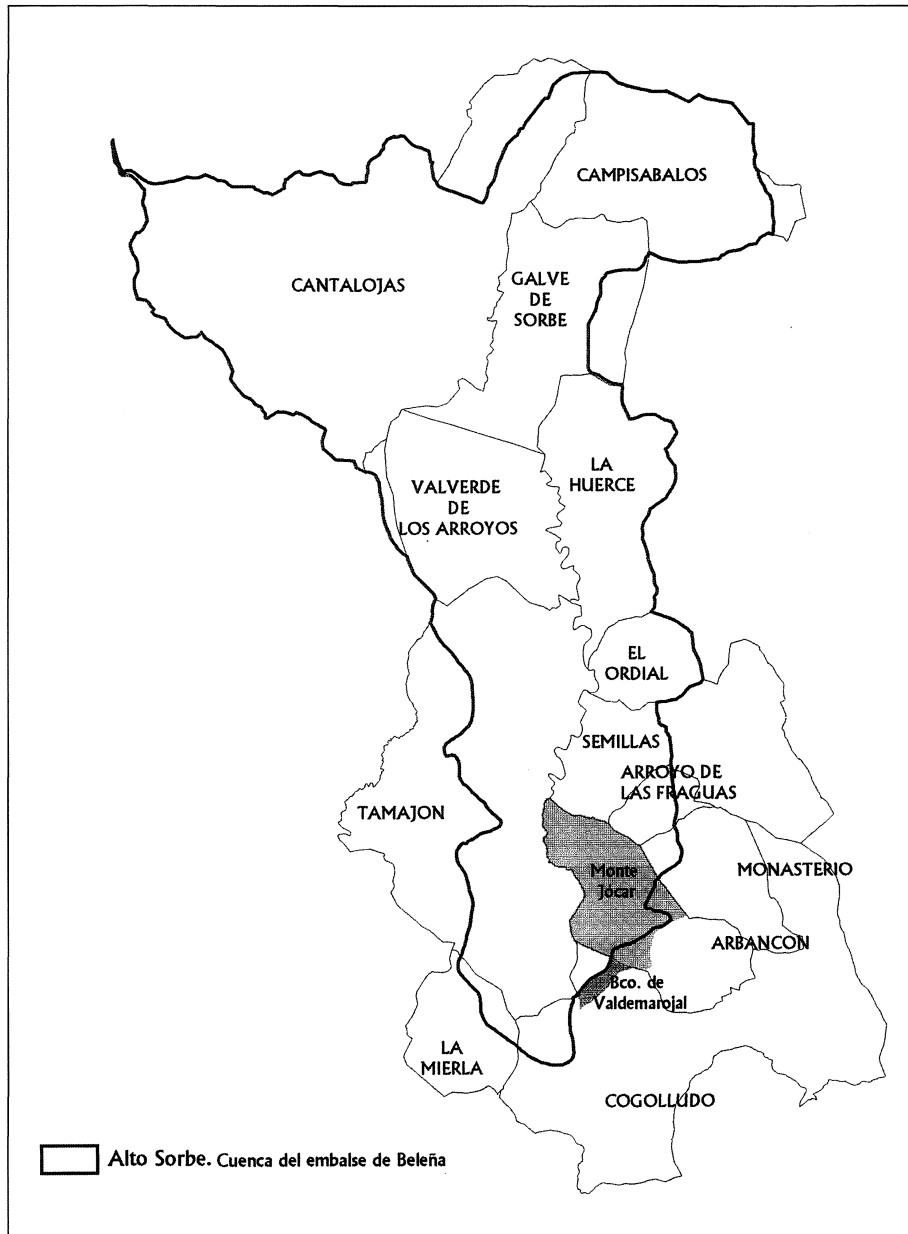 CAMPISABALOS
CANTALOJAS
GALVE
DE
SORBE
LA
HUERCE
VALVERDE
DE
LOS ARROYOS
EL
ORDIAL
SEMILLAS
ARROYO DE
LAS FRAGUAS
TAMAJON
Monte
Jócar
MONASTERIO
ARBANCON
Bco. de
Valdemarojal
LA
MIERLA
COGOLLUDO
Alto Sorbe. Cuenca del embalse de Beleña